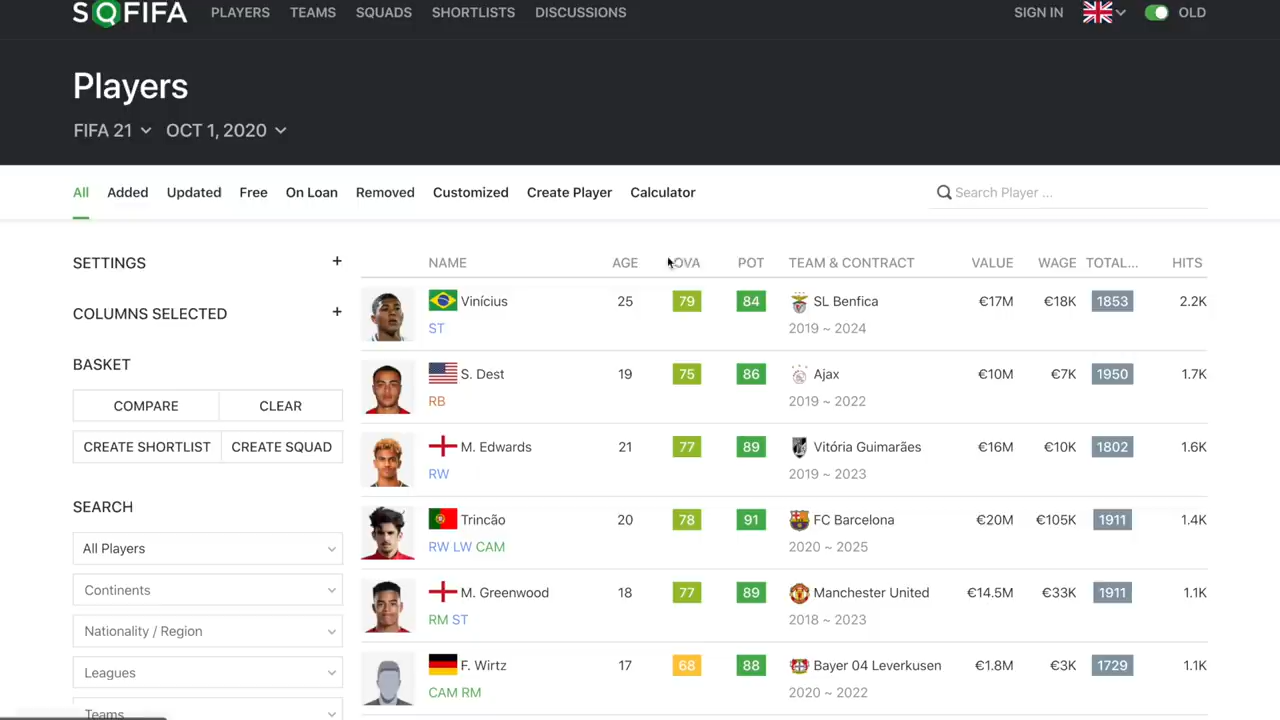 SOFIFA PLAYERS TEAMS SQUADS SHORTLISTS DISCUSSIONS SIGN IN OLD
Players
FIFA 21 OCT 1, 2020
All Added Updated Free On Loan Removed Customized Create Player Calculator Search Player ...
SETTINGS +
COLUMNS SELECTED +
BASKET
COMPARE CLEAR
CREATE SHORTLIST CREATE SQUAD
SEARCH
All Players
Continents
Nationality / Region
Leagues
Teams
NAME AGE OVA POT TEAM & CONTRACT VALUE WAGE TOTAL... HITS
Vinícius 25 79 84 SL Benfica €17M €18K 1853 2.2K
ST 2019 ~ 2024
S. Dest 19 75 86 Ajax €10M €7K 1950 1.7K
RB 2019 ~ 2022
M. Edwards 21 77 89 Vitória Guimarães €16M €10K 1802 1.6K
RW 2019 ~ 2023
Trincão 20 78 91 FC Barcelona €20M €105K 1911 1.4K
RW LW CAM 2020 ~ 2025
M. Greenwood 18 77 89 Manchester United €14.5M €33K 1911 1.1K
RM ST 2018 ~ 2023
F. Wirtz 17 68 88 Bayer 04 Leverkusen €1.8M €3K 1729 1.1K
CAM RM 2020 ~ 2022